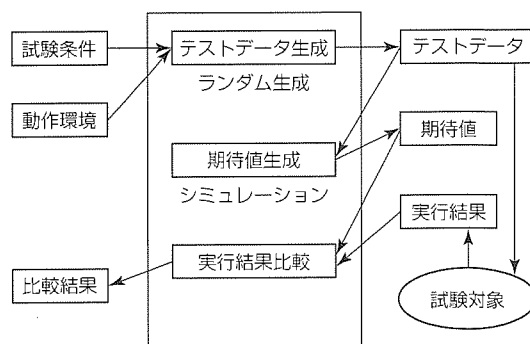 試験条件
テストデータ生成
テストデータ
ランダム生成
動作環境
期待値
期待値生成
シミュレーション
実行結果
実行結果比較
比較結果
試験対象